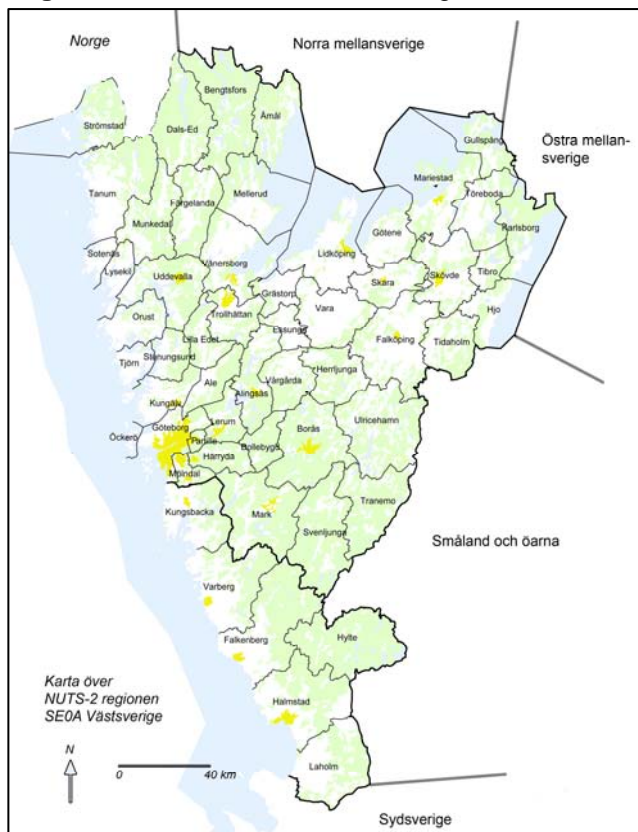 Norge
Norra mellansverige
Bengtsfors
Åmål
Strömstad
Dals-Ed
Gullspång
Östra mellan-
sverige
Mariestad
Töreboda
Tanum
Färgelanda
Mellerud
Karlsborg
Munkedal
Götene
Sotenäs
Lidköping
Lysekil
Vänersborg
Uddevalla
Skara
Skövde
Tibro
Grästorp
Trollhättan
Vara
Hjo
Orust
Essunga
Falköping
Tidaholm
Lilla Edet
Stenungsund
Tjörn
Herrljunga
Ale
Vårgårda
Alingsås
Kungälv
Ulricehamn
Göteborg
Lerum
Borås
Öckerö
Partille
Bollebygd
Härryda
Mölndal
Tranemo
Kungsbacka
Mark
Svenljunga
Småland och öarna
Varberg
Hylte
Falkenberg
Karta över
NUTS-2 regionen
SE0A Västsverige
Halmstad
N
Laholm
0 40 km
Sydsverige